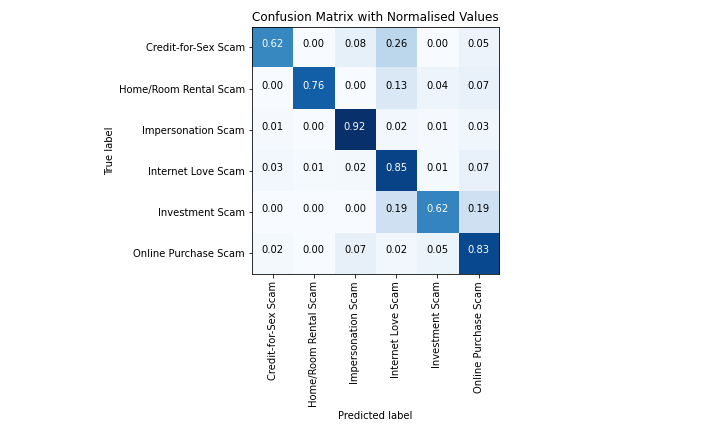 Confusion Matrix with Normalised Values
Credit-for-Sex Scam 0.62 0.00 0.08 0.26 0.00 0.05
Home/Room Rental Scam 0.00 0.76 0.00 0.13 0.04 0.07
Impersonation Scam 0.01 0.00 0.92 0.02 0.01 0.03
Internet Love Scam 0.03 0.01 0.02 0.85 0.01 0.07
Investment Scam 0.00 0.00 0.00 0.19 0.62 0.19
Online Purchase Scam 0.02 0.00 0.07 0.02 0.05 0.83
True label
Credit-for-Sex Scam
Home/Room Rental Scam
Impersonation Scam
Internet Love Scam
Investment Scam
Online Purchase Scam
Predicted label